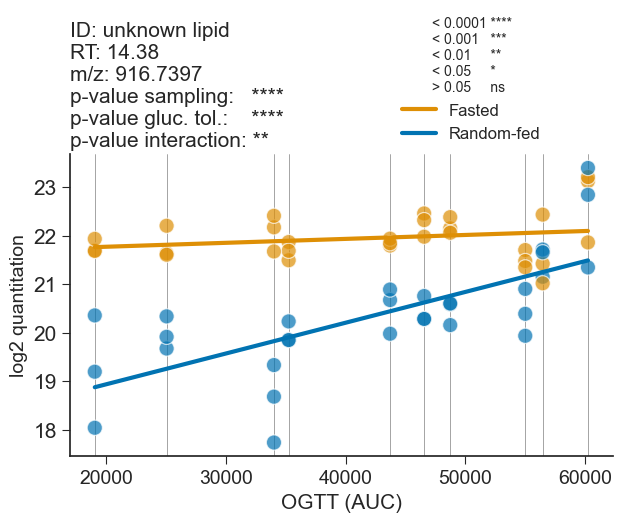 ID: unknown lipid
RT: 14.38
m/z: 916.7397
p-value sampling: ****
p-value gluc. tol.: ****
p-value interaction: **
< 0.0001 ****
< 0.001 ***
< 0.01 **
< 0.05 *
> 0.05 ns
Fasted
Random-fed
log2 quantitation
23
22
21
20
19
18
20000 30000 40000 50000 60000
OGTT (AUC)